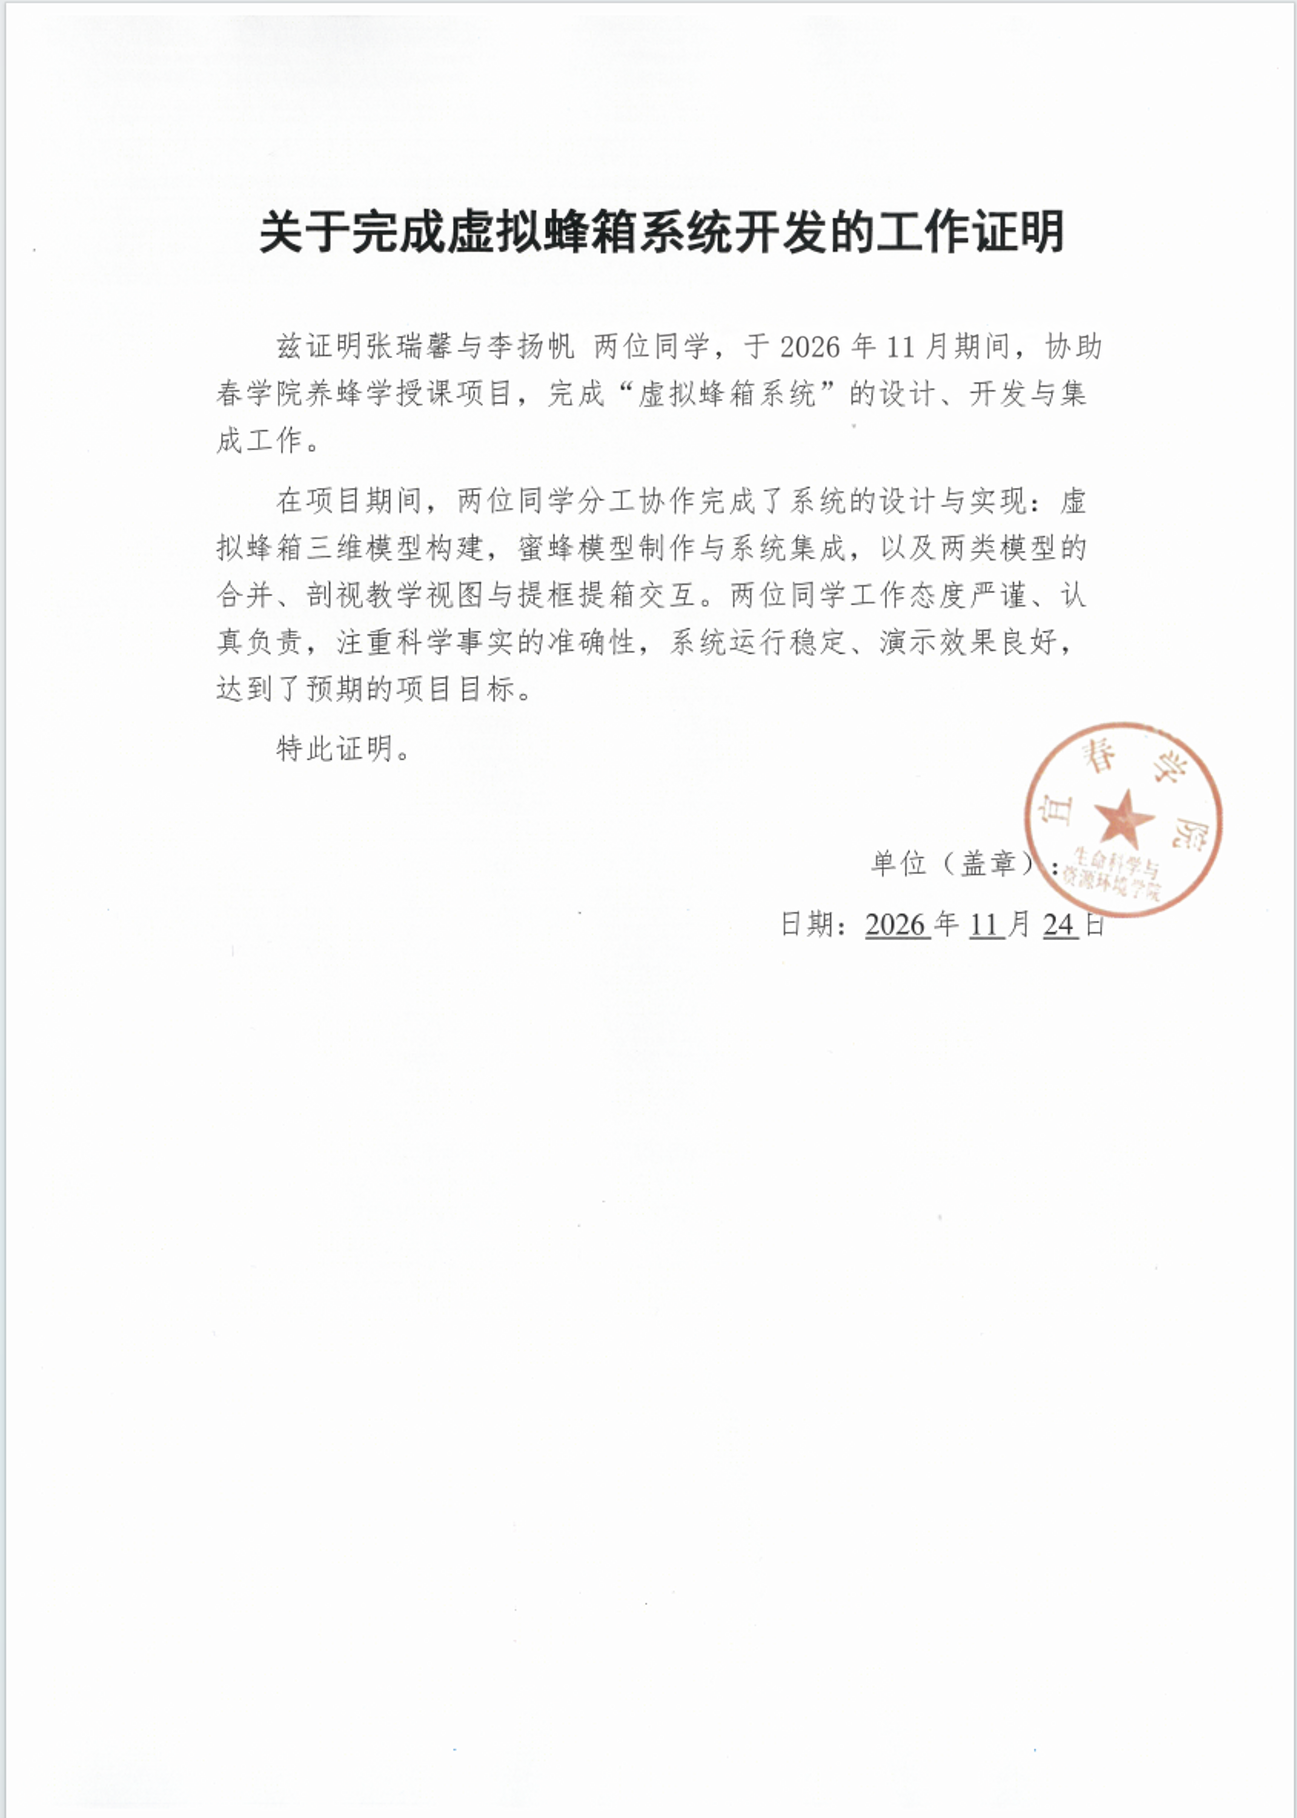 关于完成虚拟蜂箱系统开发的工作证明
兹证明张瑞馨与李扬帆 两位同学，于 2026 年 11 月期间，协助
春学院养蜂学授课项目，完成“虚拟蜂箱系统”的设计、开发与集
成工作。
在项目期间，两位同学分工协作完成了系统的设计与实现：虚
拟蜂箱三维模型构建，蜜蜂模型制作与系统集成，以及两类模型的
合并、剖视教学视图与提框提箱交互。两位同学工作态度严谨、认
真负责，注重科学事实的准确性，系统运行稳定、演示效果良好，
达到了预期的项目目标。
特此证明。
宜春学院
生命科学与
资源环境学院
单位（盖章）:
日期：2026 年 11 月 24 日